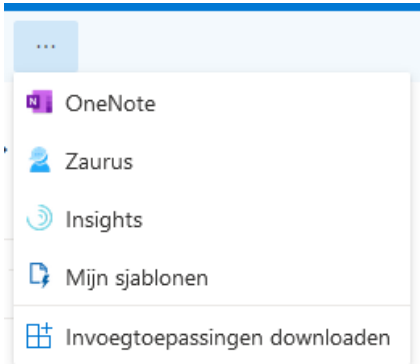 ...
OneNote
Zaurus
Insights
Mijn sjablonen
Invoegtoepassingen downloaden